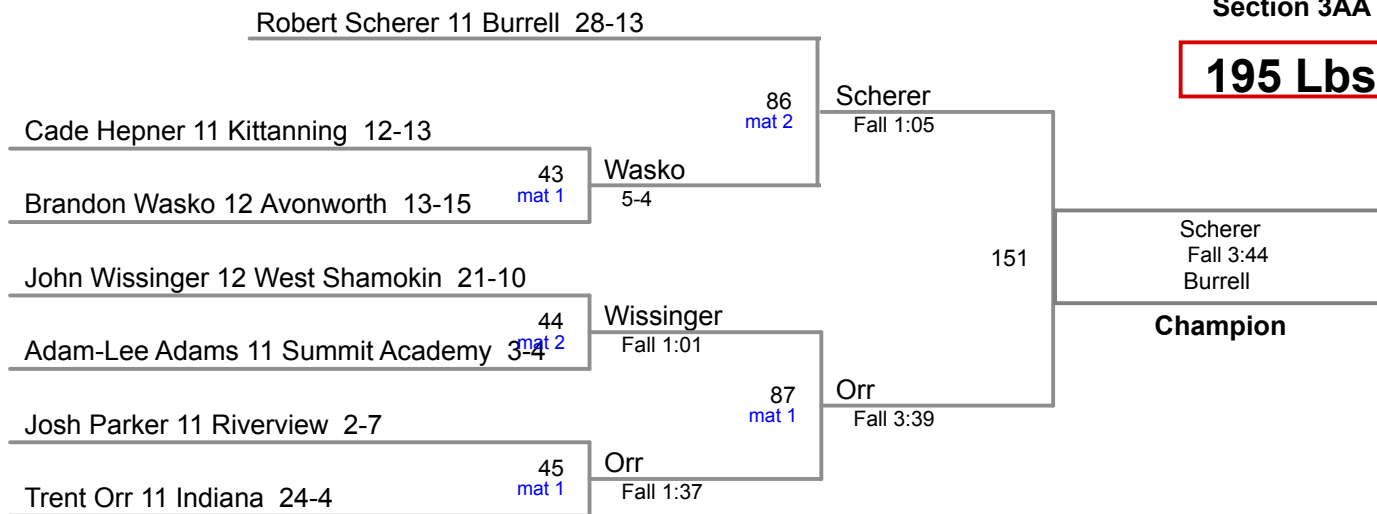 Section 3AA
195 Lbs
Robert Scherer 11 Burrell 28-13
86
mat 2
Scherer
Fall 1:05
Cade Hepner 11 Kittanning 12-13
43
mat 1
Wasko
5-4
Brandon Wasko 12 Avonworth 13-15
151
Scherer
Fall 3:44
Burrell
Champion
John Wissinger 12 West Shamokin 21-10
44
mat 2
Wissinger
Fall 1:01
Adam-Lee Adams 11 Summit Academy 3-4
87
mat 1
Orr
Fall 3:39
Josh Parker 11 Riverview 2-7
45
mat 1
Orr
Fall 1:37
Trent Orr 11 Indiana 24-4